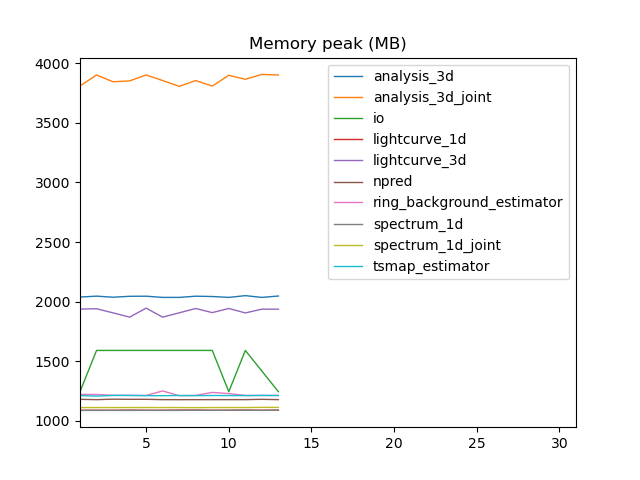 Memory peak (MB)
4000
3500
3000
2500
2000
1500
1000
5
10
15
20
25
30
analysis_3d
analysis_3d_joint
io
lightcurve_1d
lightcurve_3d
npred
ring_background_estimator
spectrum_1d
spectrum_1d_joint
tsmap_estimator